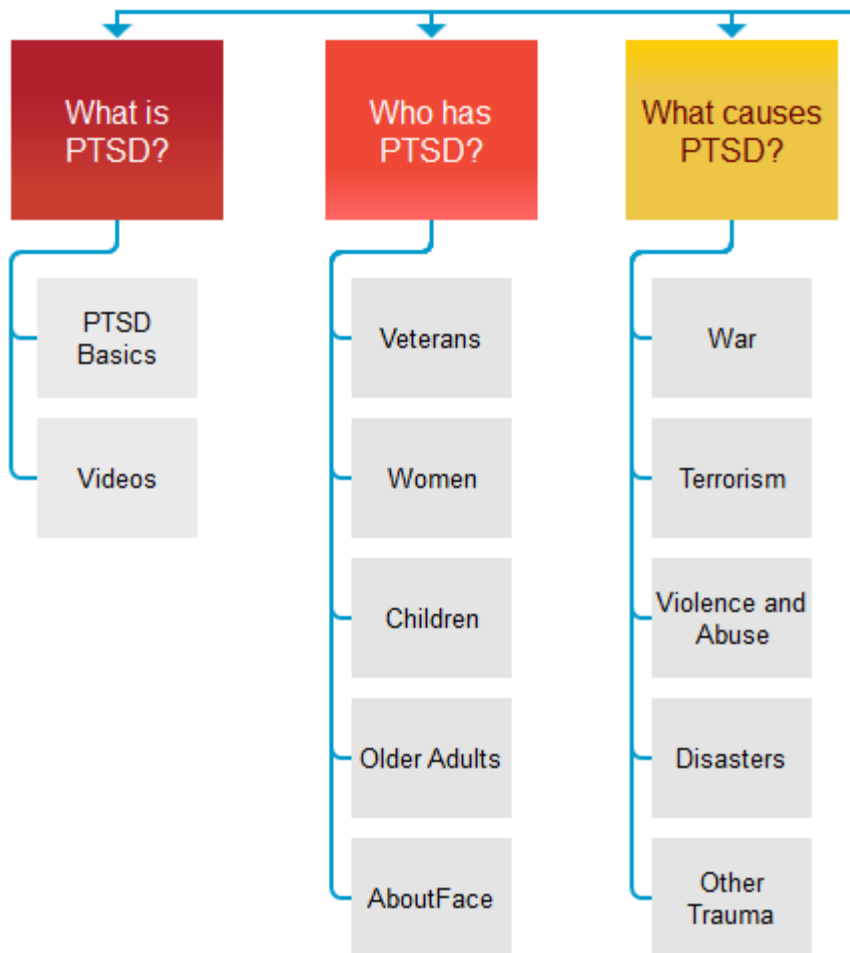 What is
PTSD?
PTSD
Basics
Videos
Who has
PTSD?
Veterans
Women
Children
Older Adults
AboutFace
What causes
PTSD?
War
Terrorism
Violence and
Abuse
Disasters
Other
Trauma